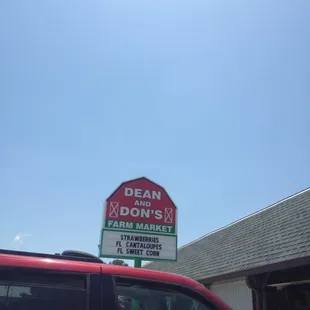 DEAN
AND
DON'S
FARM MARKET
STRAWBERRIES
FL CANTALOUPES
FL SWEET CORN